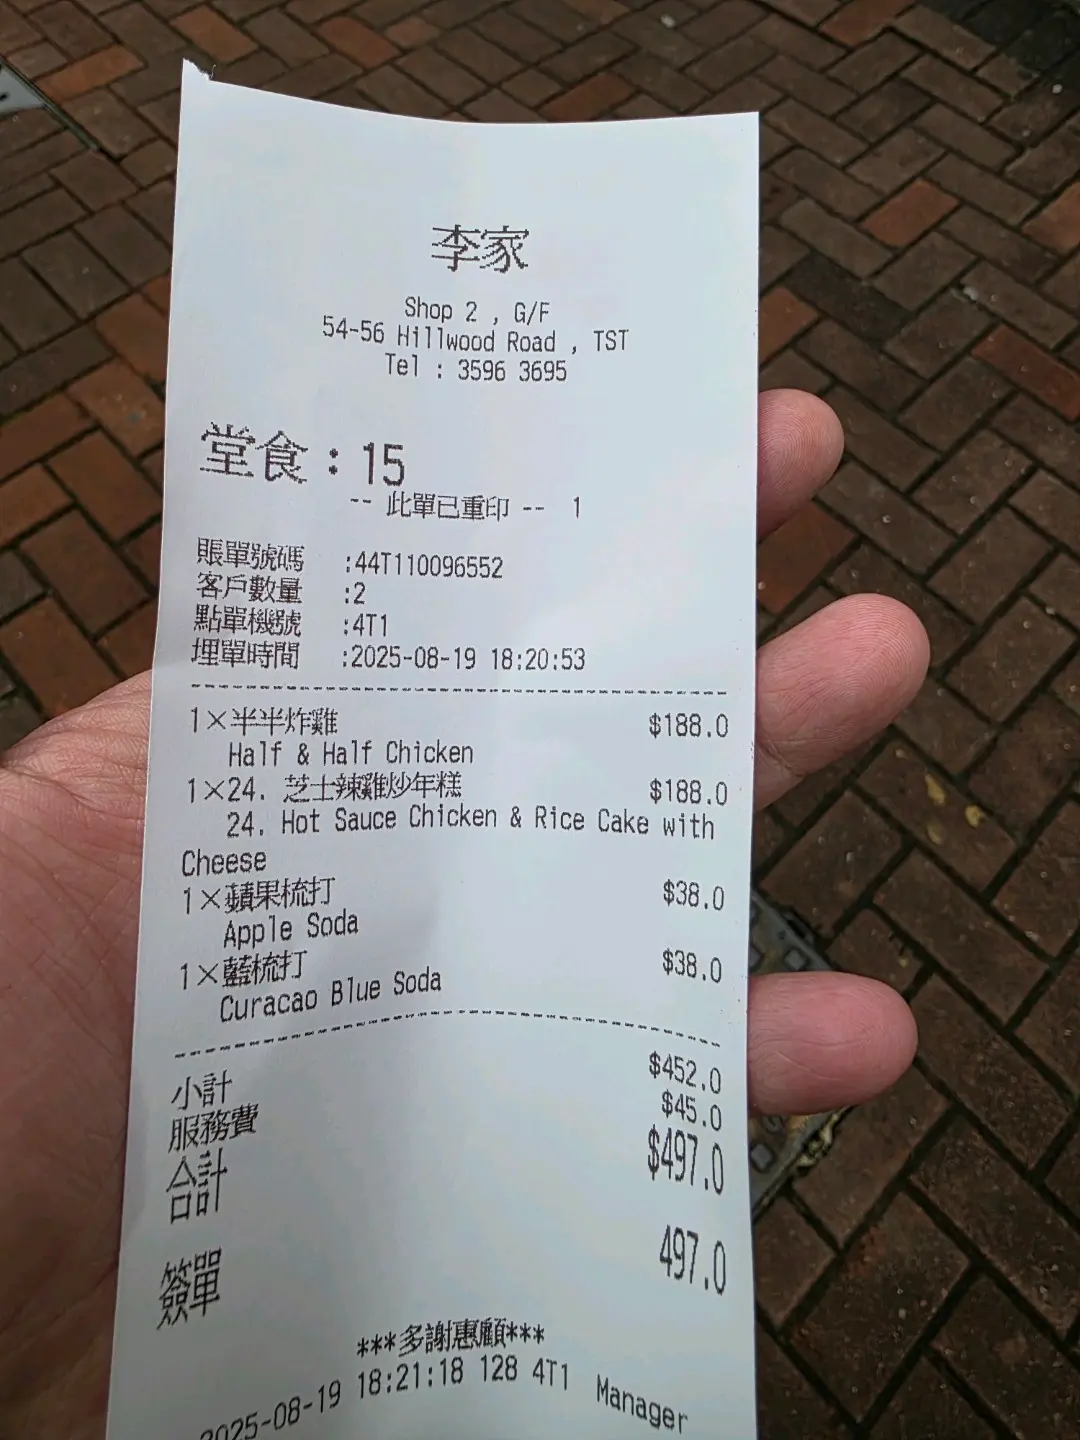 李家
Shop 2 , G/F
54-56 Hillwood Road , TST
Tel : 3596 3695
堂食：15
-- 此單已重印 -- 1
賬單號碼 :44T110096552
客戶數量 :2
點單機號 :4T1
埋單時間 :2025-08-19 18:20:53
1×半半炸雞 $188.0
Half & Half Chicken
1×24. 芝士辣雞炒年糕 $188.0
24. Hot Sauce Chicken & Rice Cake with
Cheese
1×蘋果梳打 $38.0
Apple Soda
1×藍梳打 $38.0
Curacao Blue Soda
小計 $452.0
服務費 $45.0
合計 $497.0
簽單 497.0
***多謝惠顧***
2025-08-19 18:21:18 128 4T1 Manager